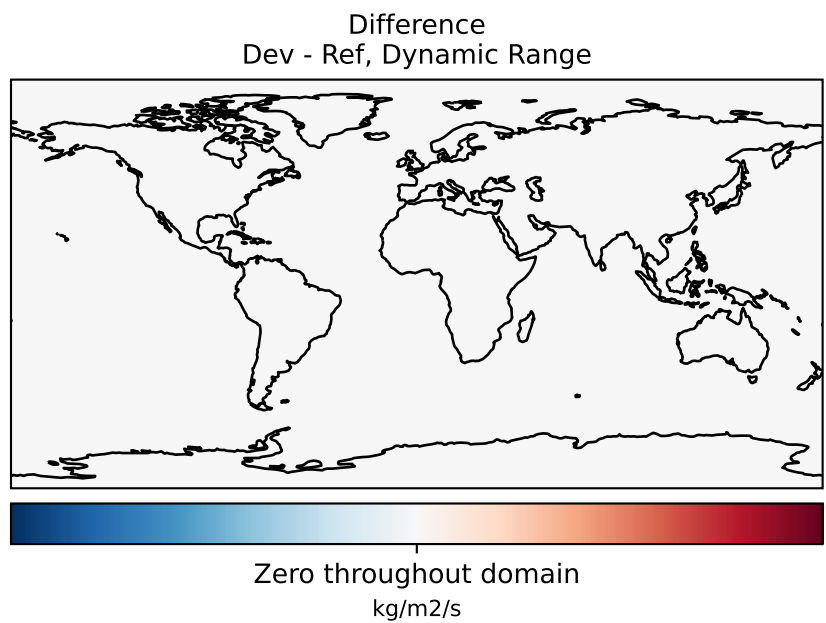 Difference
Dev - Ref, Dynamic Range
Zero throughout domain
kg/m2/s